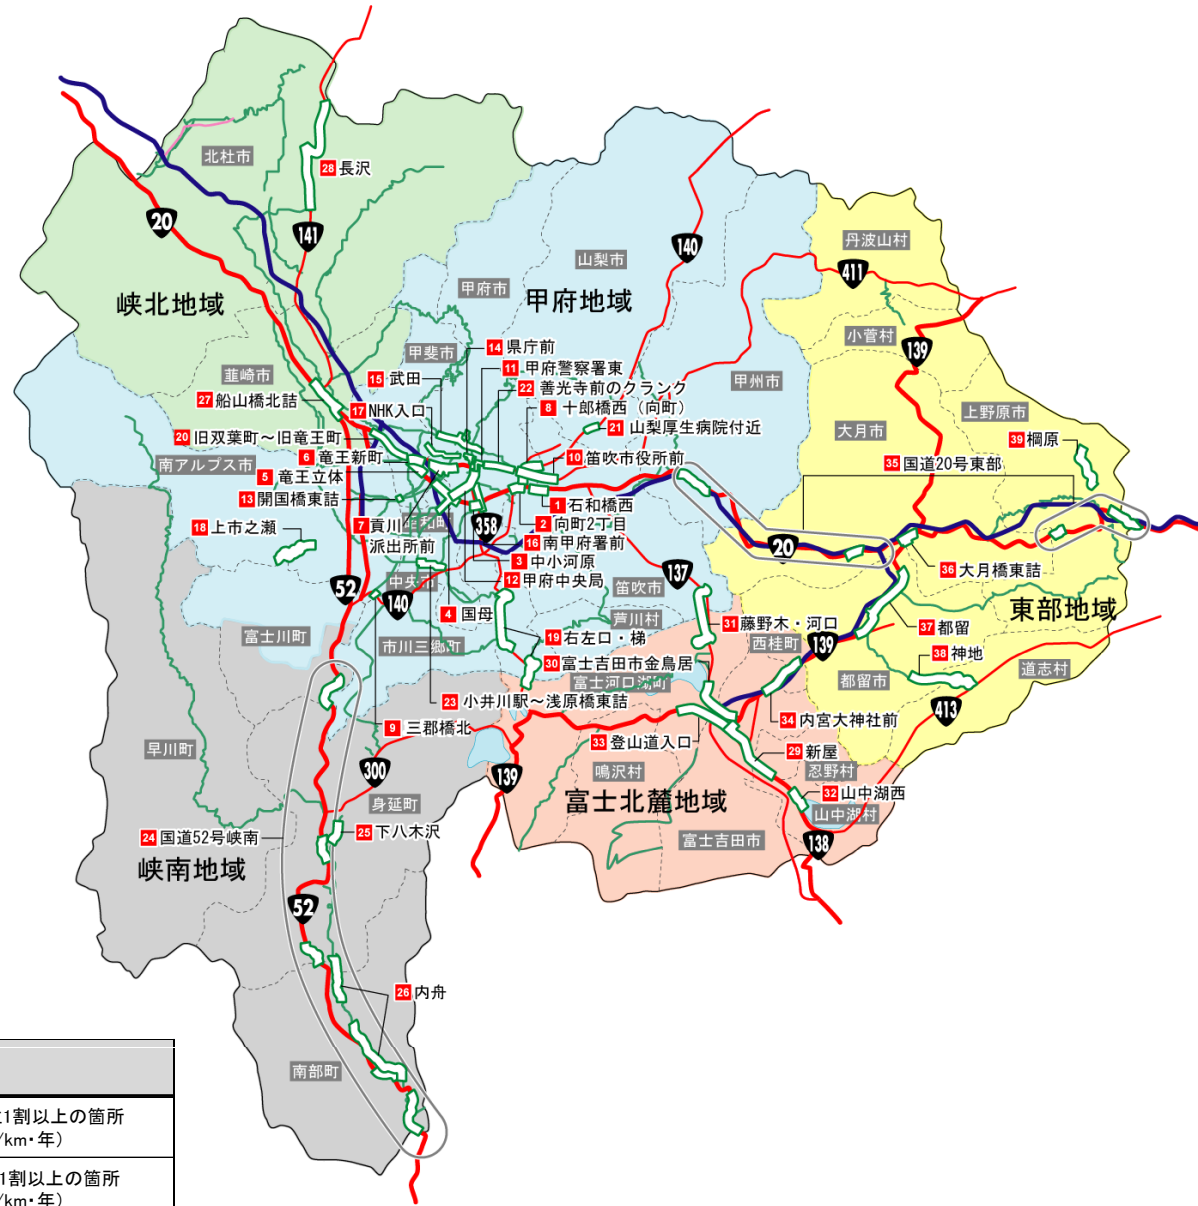 北杜市
28 長沢
20
141
140
丹波山村
411
山梨市
甲府市
峡北地域
甲府地域
小菅村
139
14 県庁前
甲斐市
11 甲府警察署東
韮崎市
15 武田
22 善光寺前のクランク
甲州市
27 船山橋北詰
17 NHK入口
8 十郎橋西（向町）
上野原市
21 山梨厚生病院付近
大月市
20 旧双葉町～旧竜王町
39 棡原
6 竜王新町
10 笛吹市役所前
35 国道20号東部
南アルプス市
5 竜王立体
13 開国橋東詰
1 石和橋西
18 上市之瀬
7 貢川
派出所前
昭和町
358
2 向町2丁目
16 南甲府署前
20
3 中小河原
36 大月橋東詰
137
12 甲府中央局
中央市
52
140
笛吹市
4 国母
芦川村
東部地域
31 藤野木・河口
37 都留
富士川町
19 右左口・梯
市川三郷町
西桂町
139
38 神地
30 富士吉田市金鳥居
道志村
富士河口湖町
都留市
23 小井川駅～浅原橋東詰
413
9 三郡橋北
34 内宮大神社前
33 登山道入口
早川町
29 新屋
300
139
鳴沢村
忍野村
32 山中湖西
身延町
富士北麓地域
山中湖村
24 国道52号峡南
25 下八木沢
富士吉田市
138
峡南地域
52
26 内舟
南部町
1割以上の箇所
/km・年）
1割以上の箇所
/km・年）